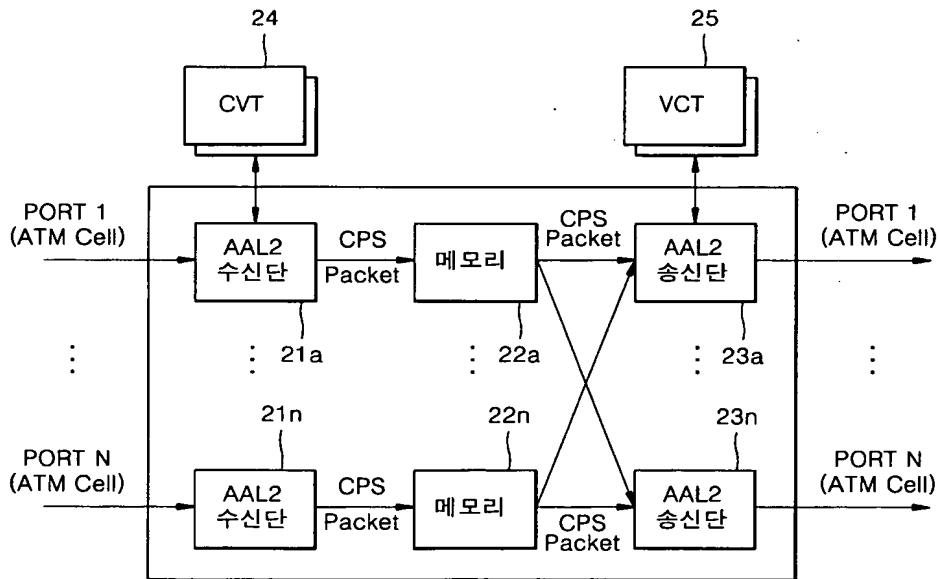 24
25
CVT
VCT
PORT 1
(ATM Cell)
AAL2
수신단
CPS
Packet
메모리
CPS
Packet
AAL2
송신단
PORT 1
(ATM Cell)
21a
22a
23a
21n
22n
23n
PORT N
(ATM Cell)
AAL2
수신단
CPS
Packet
메모리
CPS
Packet
AAL2
송신단
PORT N
(ATM Cell)